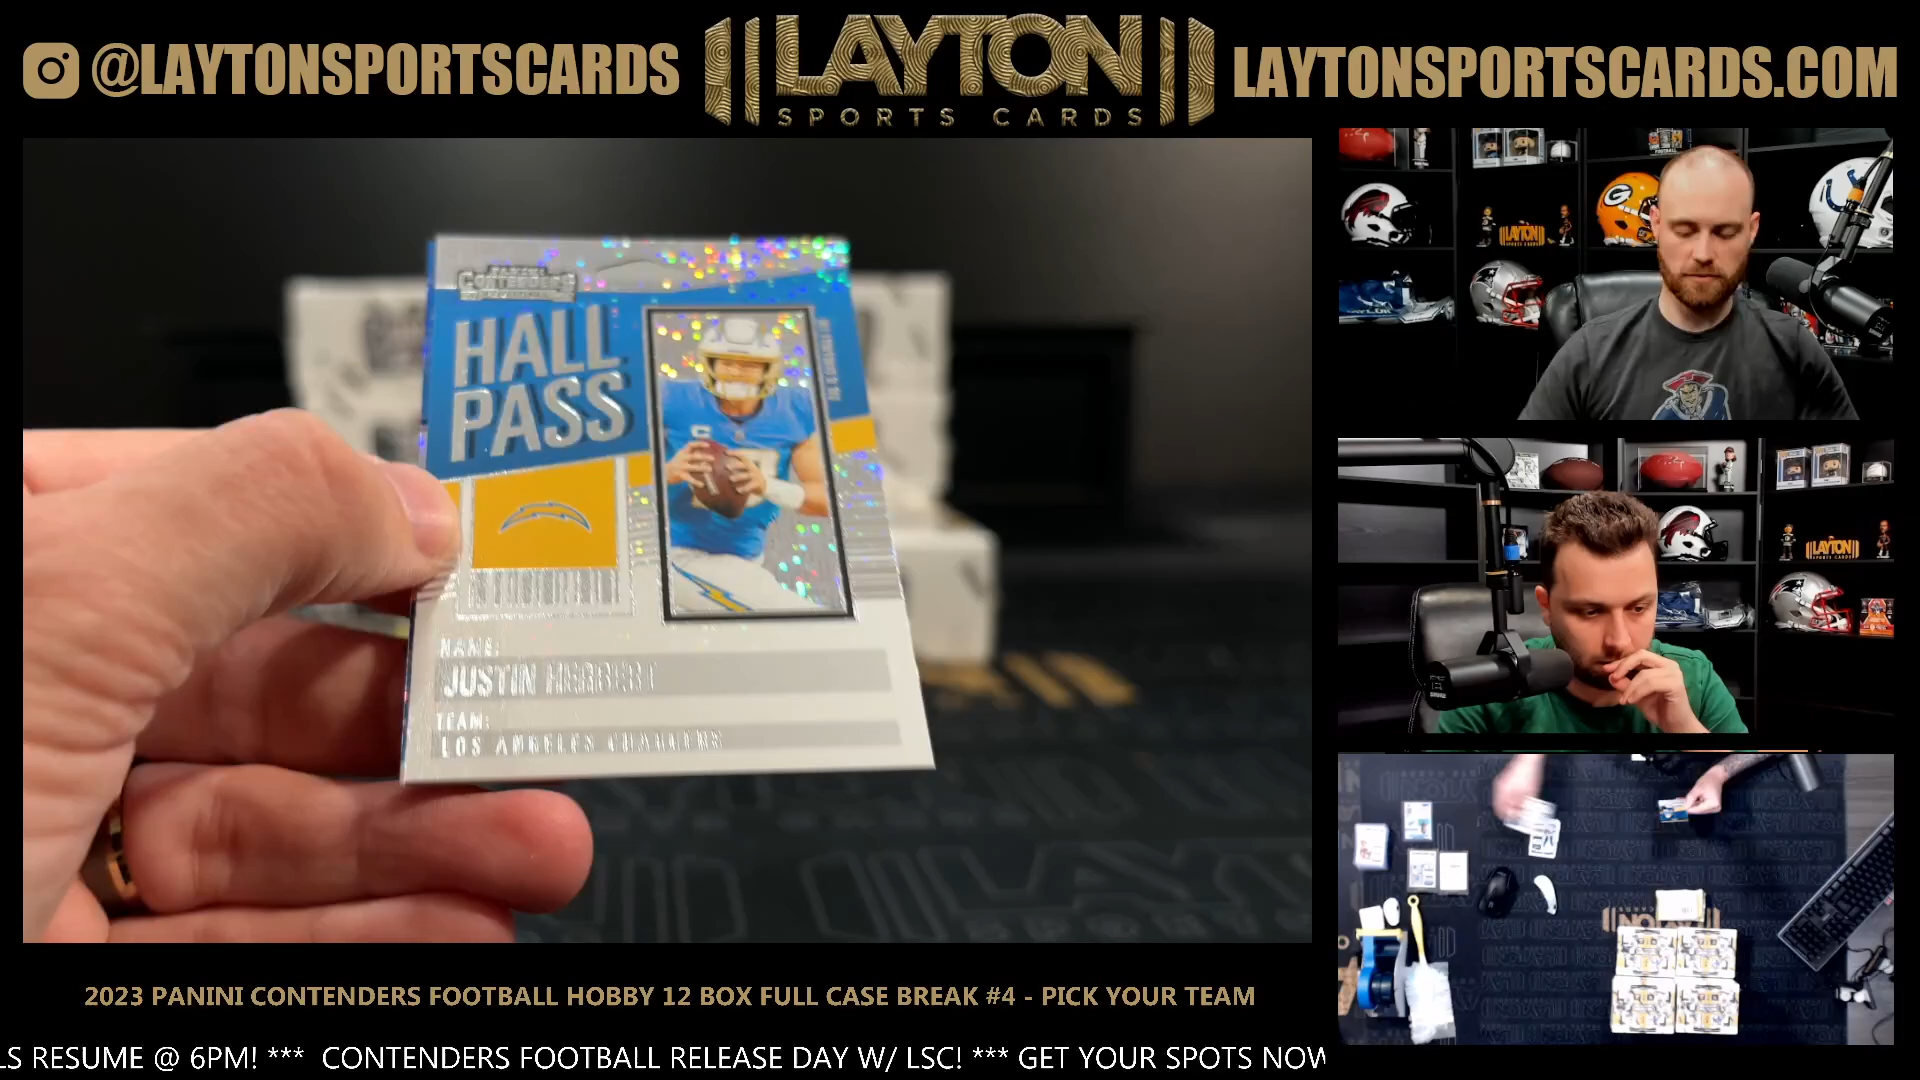 @LAYTONSPORTSCARDS
LAYTON
SPORTS CARDS
LAYTONSPORTSCARDS.COM
CONTENDERS
HALL
PASS
NAME:
JUSTIN HERBERT
TEAM:
LOS ANGELES CHARGERS
LAYTON
LAYTON
2023 PANINI CONTENDERS FOOTBALL HOBBY 12 BOX FULL CASE BREAK #4 - PICK YOUR TEAM
LS RESUME @ 6PM! *** CONTENDERS FOOTBALL RELEASE DAY W/ LSC! *** GET YOUR SPOTS NOW